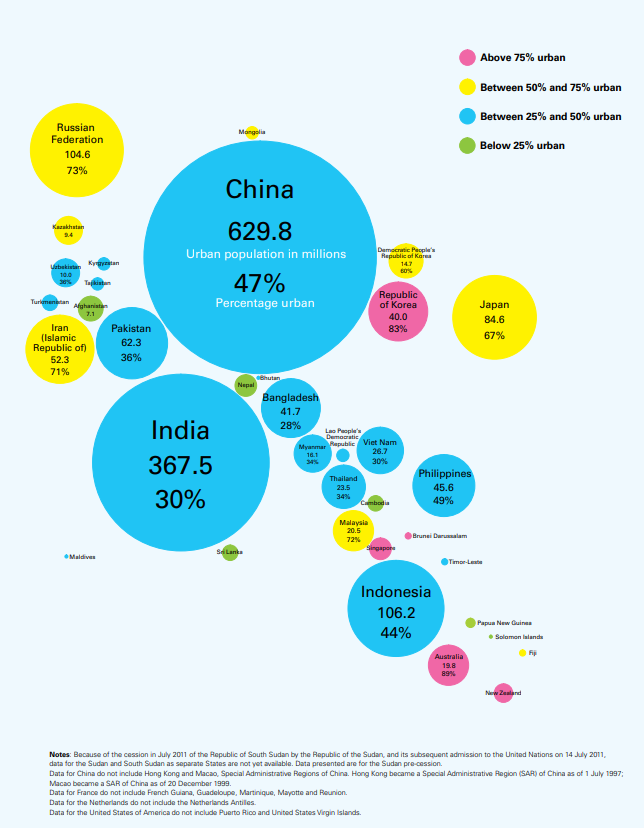 Above 75% urban
Between 50% and 75% urban
Between 25% and 50% urban
Below 25% urban
Russian
Federation
104.6
73%
Mongolia
China
629.8
Urban population in millions
47%
Percentage urban
Kazakhstan
9.4
Uzbekistan
10.0
36%
Kyrgyzstan
Tajikistan
Turkmenistan
Afghanistan
7.1
Iran
(Islamic
Republic of)
52.3
71%
Pakistan
62.3
36%
Democratic People's
Republic of Korea
14.7
60%
Republic
of Korea
40.0
83%
Japan
84.6
67%
Nepal
Bhutan
Bangladesh
41.7
28%
India
367.5
30%
Myanmar
16.1
34%
Lao People's
Democratic
Republic
Viet Nam
26.7
30%
Thailand
23.5
34%
Cambodia
Philippines
45.6
49%
Malaysia
20.5
72%
Singapore
Brunei Darussalam
Maldives
Sri Lanka
Timor-Leste
Indonesia
106.2
44%
Papua New Guinea
Solomon Islands
Fiji
Australia
19.8
89%
New Zealand
Notes: Because of the cession in July 2011 of the Republic of South Sudan by the Republic of the Sudan, and its subsequent admission to the United Nations on 14 July 2011,
data for the Sudan and South Sudan as separate States are not yet available. Data presented are for the Sudan pre-cession.
Data for China do not include Hong Kong and Macao, Special Administrative Regions of China. Hong Kong became a Special Administrative Region (SAR) of China as of 1 July 1997;
Macao became a SAR of China as of 20 December 1999.
Data for France do not include French Guiana, Guadeloupe, Martinique, Mayotte and Reunion.
Data for the Netherlands do not include the Netherlands Antilles.
Data for the United States of America do not include Puerto Rico and United States Virgin Islands.